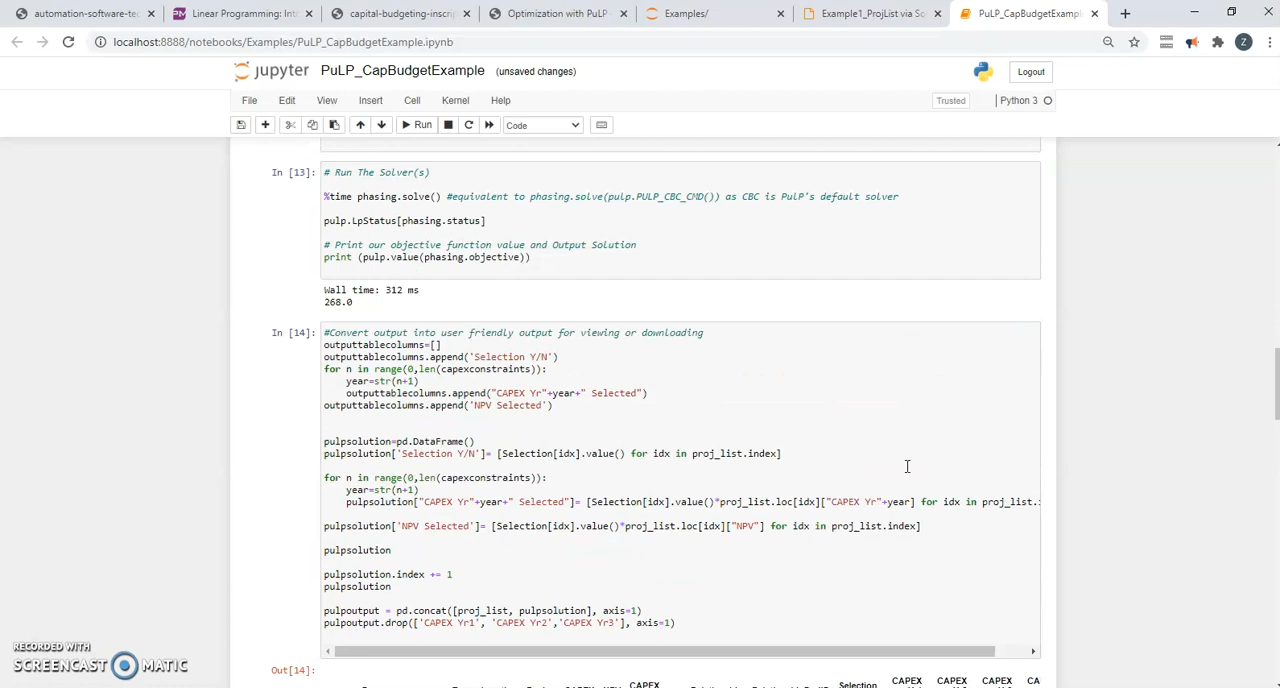 automation-software-te
Linear Programming: Int
capital-budgeting-inscrip
Optimization with PuLP
Examples/
Example1_ProjList via So
PuLP_CapBudgetExample
localhost:8888/notebooks/Examples/PuLP_CapBudgetExample.ipynb
Z
jupyter PuLP_CapBudgetExample (unsaved changes)
Logout
File Edit View Insert Cell Kernel Help
Trusted
Python 3
Run
Code
In [13]:
# Run The Solver(s)
%time phasing.solve() #equivalent to phasing.solve(pulp.PULP_CBC_CMD()) as CBC is PulP's default solver
pulp.LpStatus[phasing.status]
# Print our objective function value and Output Solution
print (pulp.value(phasing.objective))
Wall time: 312 ms
268.0
In [14]:
#Convert output into user friendly output for viewing or downloading
outputtablecolumns=[]
outputtablecolumns.append('Selection Y/N')
for n in range(0,len(capexconstraints)):
year=str(n+1)
outputtablecolumns.append("CAPEX Yr"+year+" Selected")
outputtablecolumns.append('NPV Selected')
pulpsolution=pd.DataFrame()
pulpsolution['Selection Y/N']= [Selection[idx].value() for idx in proj_list.index]
for n in range(0,len(capexconstraints)):
year=str(n+1)
pulpsolution["CAPEX Yr"+year+" Selected"]= [Selection[idx].value()*proj_list.loc[idx]["CAPEX Yr"+year] for idx in proj_list.
pulpsolution['NPV Selected']= [Selection[idx].value()*proj_list.loc[idx]["NPV"] for idx in proj_list.index]
pulpsolution
pulpsolution.index += 1
pulpsolution
pulpoutput = pd.concat([proj_list, pulpsolution], axis=1)
pulpoutput.drop(['CAPEX Yr1', 'CAPEX Yr2','CAPEX Yr3'], axis=1)
Out[14]:
CAPEX
Selection
CAPEX CAPEX CAPEX CA
RECORDED WITH
SCREENCAST MATIC